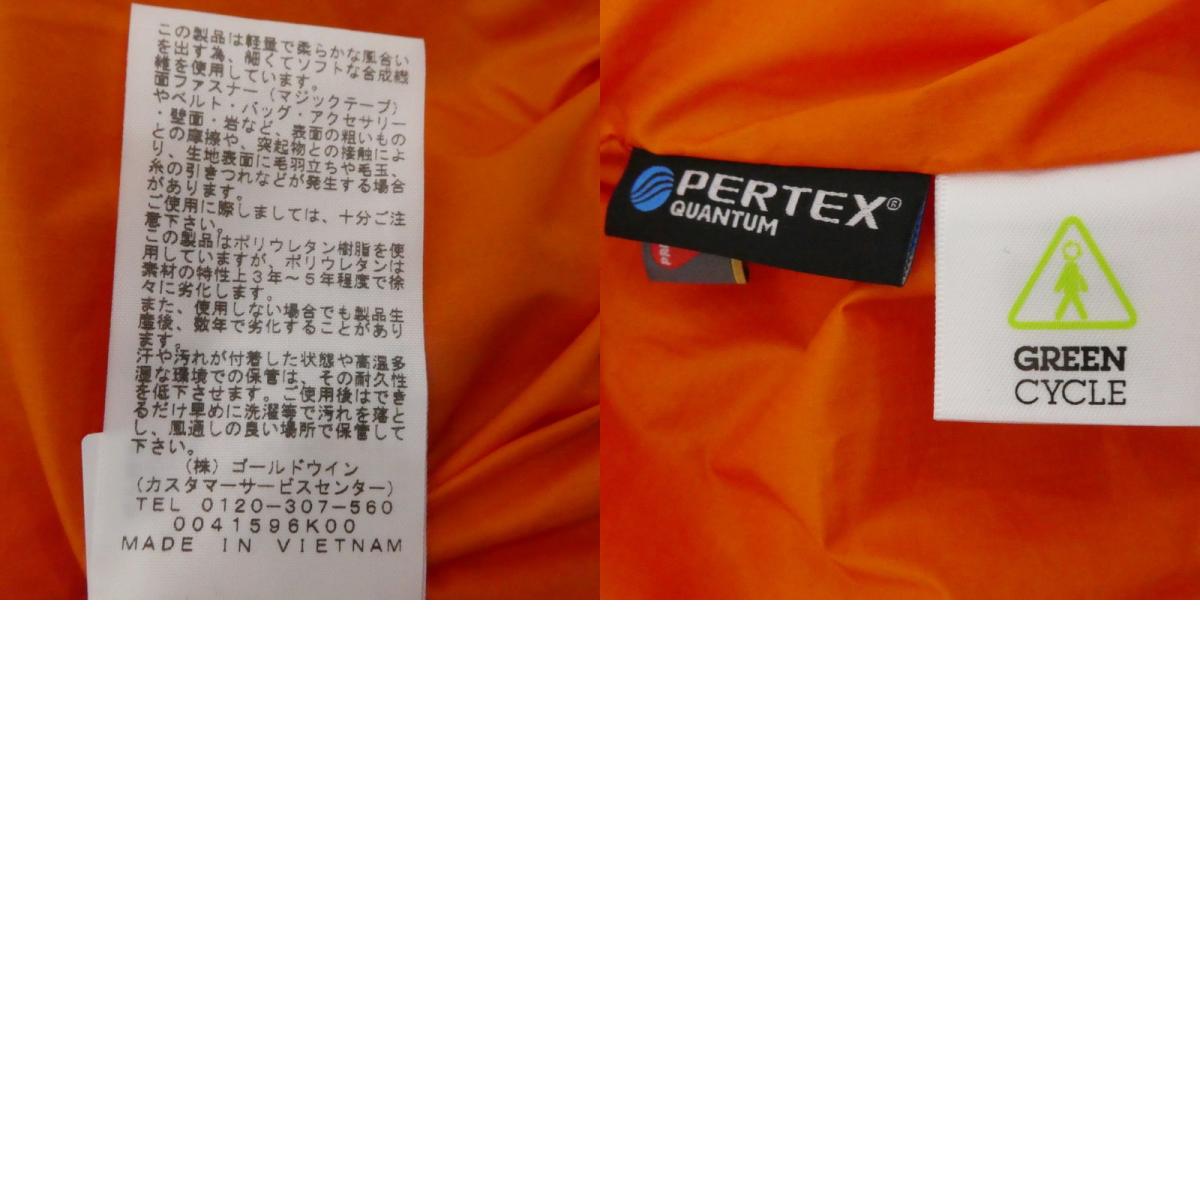 この製品は軽量で柔らかな風合い
を出す為、細くてソフトな合成繊
維を使用しています。
面ファスナー（マジックテープ）
やベルト・バッグ・アクセサリー
・壁面・岩など、表面の粗いもの
との摩擦や、突起物との接触によ
り、生地表面に毛羽立ちや毛玉、
糸の引きつれなどが発生する場合
があります。
ご使用に際しましては、十分ご注
意下さい。
この製品はポリウレタン樹脂を使
用していますが、ポリウレタンは
素材の特性上３年～５年程度で徐
々に劣化します。
また、使用しない場合でも製品生
産後、数年で劣化することがあり
ます。
汗や汚れが付着した状態や高温多
湿な環境での保管は、その耐久性
を低下させます。ご使用後はでき
るだけ早めに洗濯等で汚れを落と
し、風通しの良い場所で保管して
下さい。
（株）ゴールドウイン
（カスタマーサービスセンター）
TEL 0120-307-560
0041596K00
MADE IN VIETNAM
PERTEX®
QUANTUM
GREEN
CYCLE